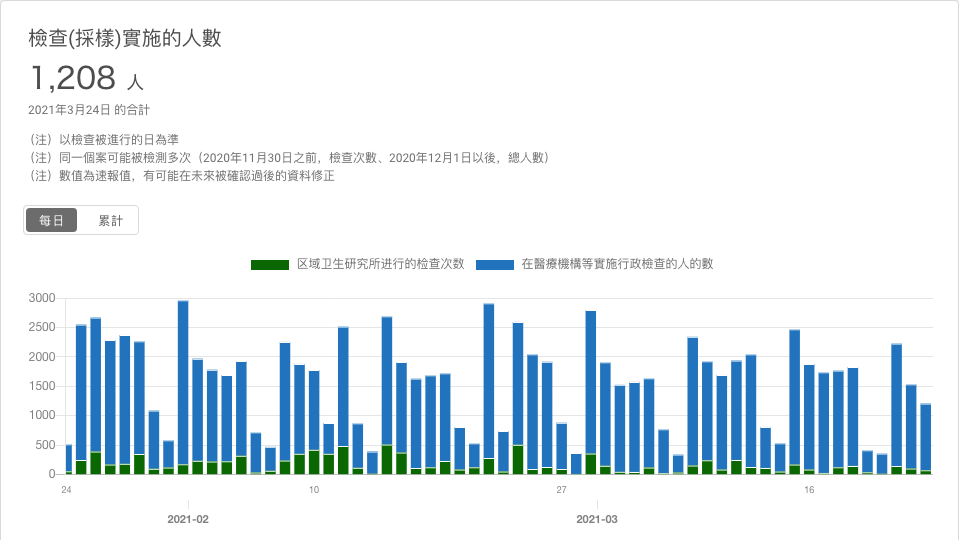 檢查(採樣)實施的人數
1,208 人
2021年3月24日 的合計
（注）以檢查被進行的日為準
（注）同一個案可能被檢測多次（2020年11月30日之前，檢查次數、2020年12月1日以後，總人數）
（注）數值為速報值，有可能在未來被確認過後的資料修正
每日 累計
区域卫生研究所进行的检查次数 在醫療機構等實施行政檢查的人的數
3000
2500
2000
1500
1000
500
0
24 10 27 16
2021-02 2021-03